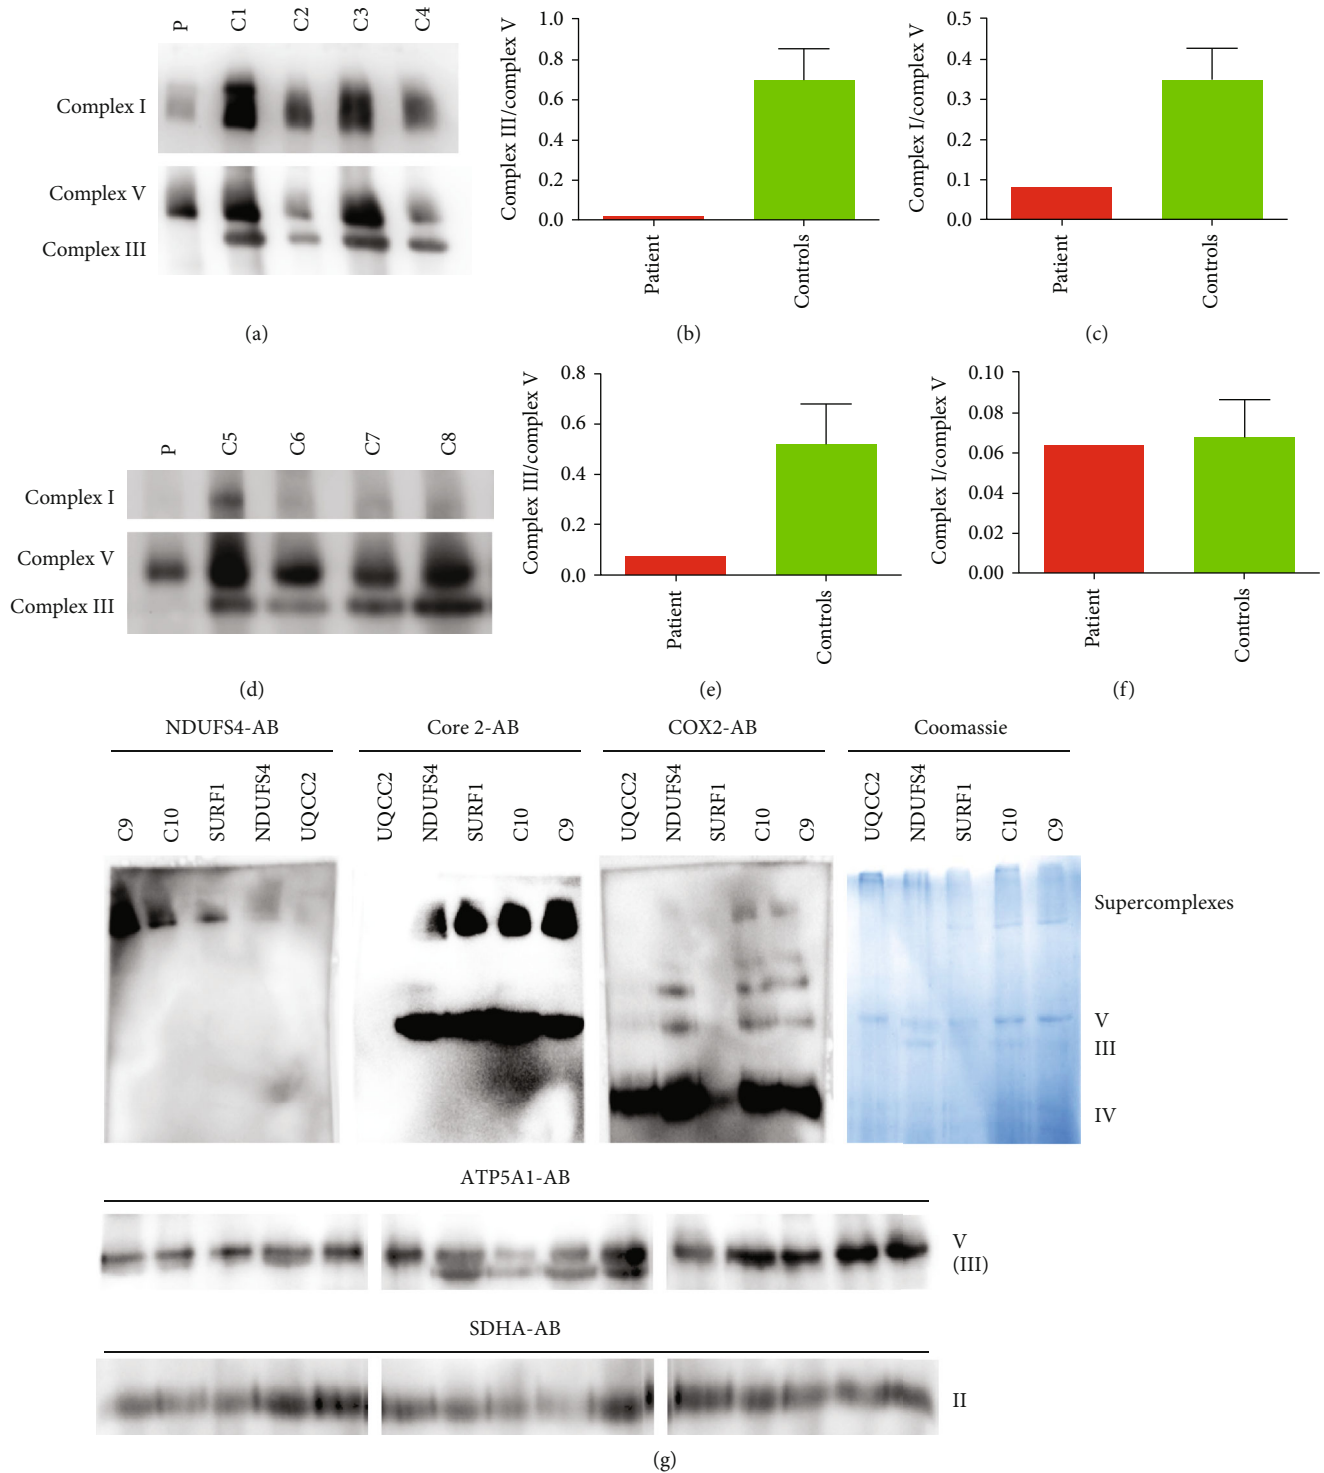 P C1 C2 C3 C4
Complex I
Complex V
Complex III
(a)
Complex III/complex V
1.0
0.8
0.6
0.4
0.2
0.0
Patient
Controls
(b)
Complex I/complex V
0.5
0.4
0.3
0.2
0.1
0.0
Patient
Controls
(c)
P C5 C6 C7 C8
Complex I
Complex V
Complex III
(d)
Complex III/complex V
0.8
0.6
0.4
0.2
0.0
Patient
Controls
(e)
Complex I/complex V
0.10
0.08
0.06
0.04
0.02
0.00
Patient
Controls
(f)
NDUFS4-AB
C9 C10 SURF1 NDUFS4 UQCC2
Core 2-AB
UQCC2 NDUFS4 SURF1 C10 C9
COX2-AB
UQCC2 NDUFS4 SURF1 C10 C9
Coomassie
UQCC2 NDUFS4 SURF1 C10 C9
Supercomplexes
V
III
IV
ATP5A1-AB
V
(III)
SDHA-AB
II
(g)